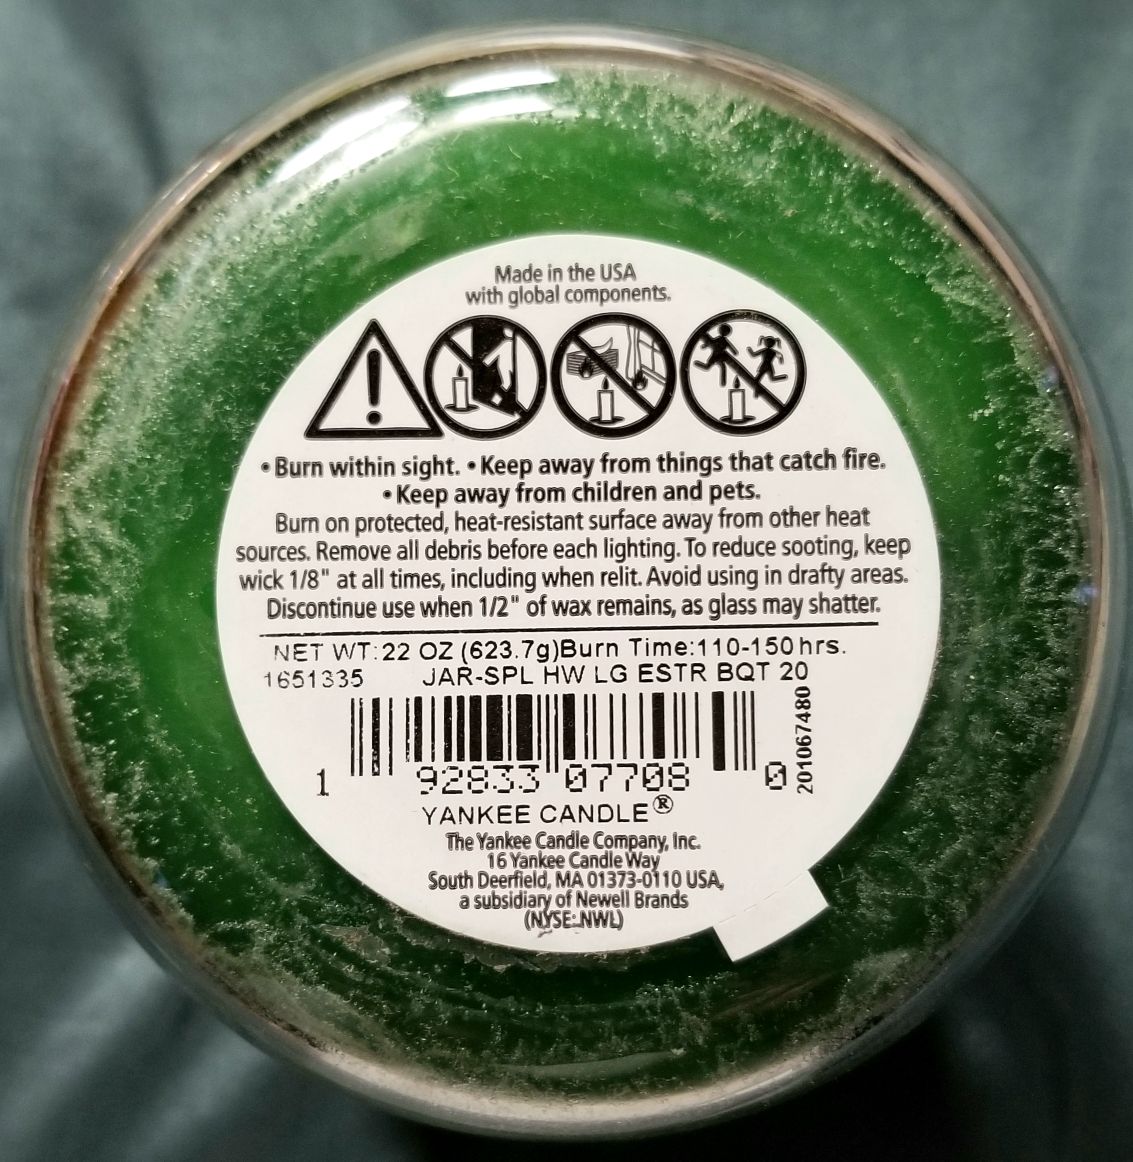 Made in the USA
with global components.
• Burn within sight. • Keep away from things that catch fire.
• Keep away from children and pets.
Burn on protected, heat-resistant surface away from other heat
sources. Remove all debris before each lighting. To reduce sooting, keep
wick 1/8" at all times, including when relit. Avoid using in drafty areas.
Discontinue use when 1/2" of wax remains, as glass may shatter.
NET WT:22 OZ (623.7g)Burn Time:110-150 hrs.
1651335 JAR-SPL HW LG ESTR BQT 20
201067480
1 92833 07708 0
YANKEE CANDLE®
The Yankee Candle Company, Inc.
16 Yankee Candle Way
South Deerfield, MA 01373-0110 USA,
a subsidiary of Newell Brands
(NYSE: NWL)